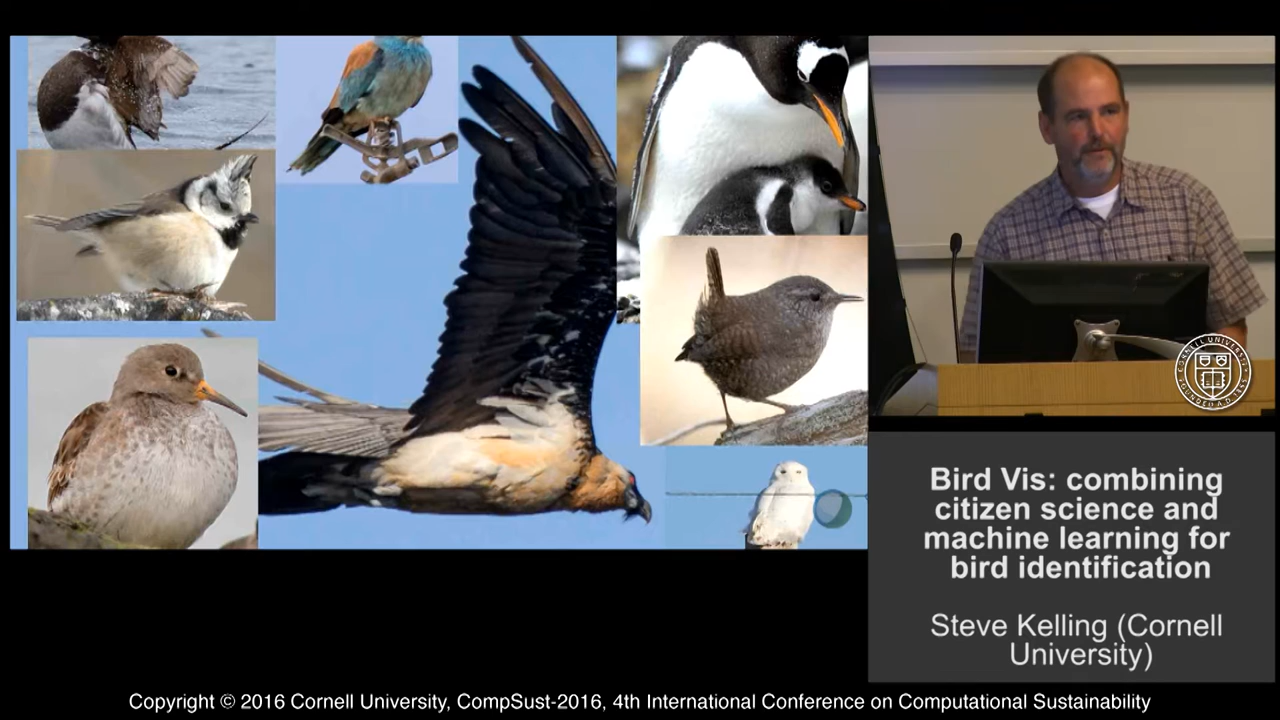 Bird Vis: combining
citizen science and
machine learning for
bird identification
Steve Kelling (Cornell
University)
Copyright © 2016 Cornell University, CompSust-2016, 4th International Conference on Computational Sustainability